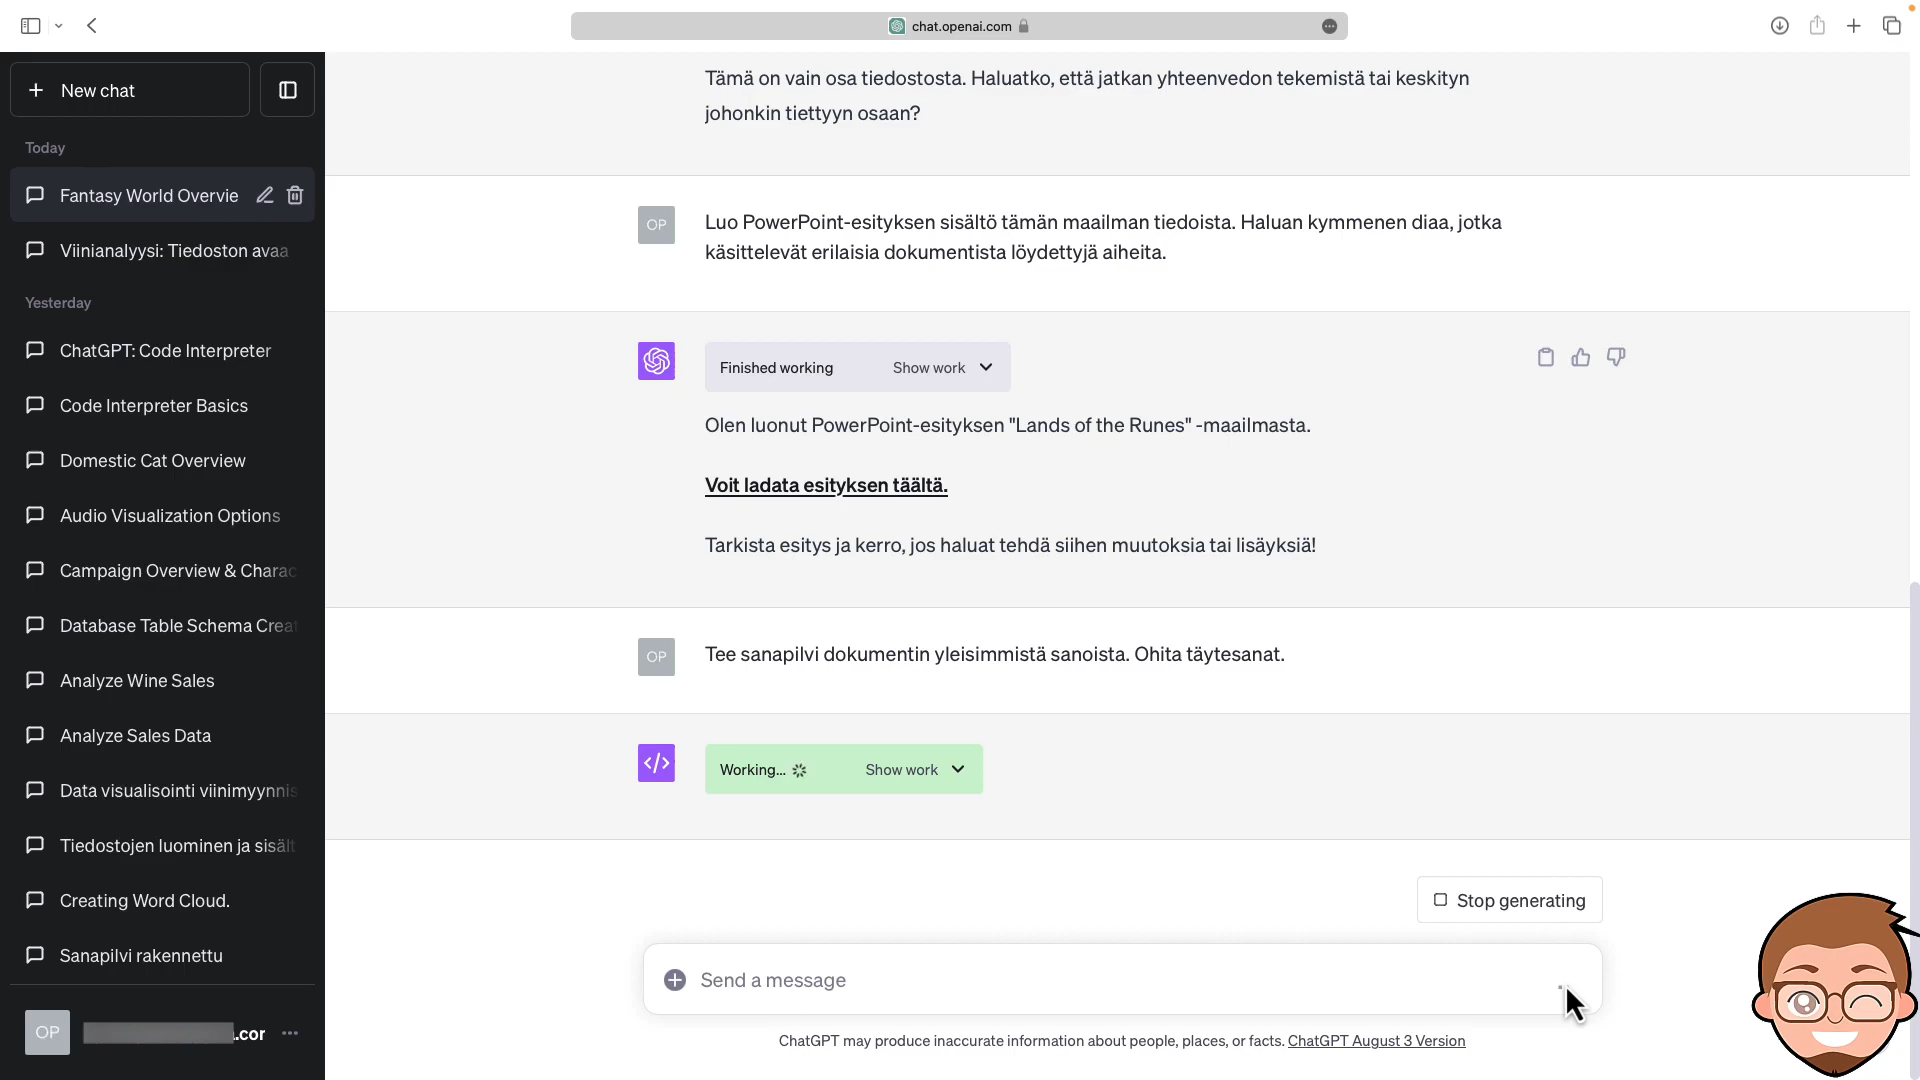 chat.openai.com
New chat
Today
Fantasy World Overvie
Viinianalyysi: Tiedoston avaa
Yesterday
ChatGPT: Code Interpreter
Code Interpreter Basics
Domestic Cat Overview
Audio Visualization Options
Campaign Overview & Charac
Database Table Schema Creat
Analyze Wine Sales
Analyze Sales Data
Data visualisointi viinimyynnis
Tiedostojen luominen ja sisält
Creating Word Cloud.
Sanapilvi rakennettu
OP
.cor
Tämä on vain osa tiedostosta. Haluatko, että jatkan yhteenvedon tekemistä tai keskityn
johonkin tiettyyn osaan?
OP
Luo PowerPoint-esityksen sisältö tämän maailman tiedoista. Haluan kymmenen diaa, jotka
käsittelevät erilaisia dokumentista löydettyjä aiheita.
Finished working Show work
Olen luonut PowerPoint-esityksen "Lands of the Runes" -maailmasta.
Voit ladata esityksen täältä.
Tarkista esitys ja kerro, jos haluat tehdä siihen muutoksia tai lisäyksiä!
OP
Tee sanapilvi dokumentin yleisimmistä sanoista. Ohita täytesanat.
Working... Show work
Stop generating
Send a message
ChatGPT may produce inaccurate information about people, places, or facts. ChatGPT August 3 Version